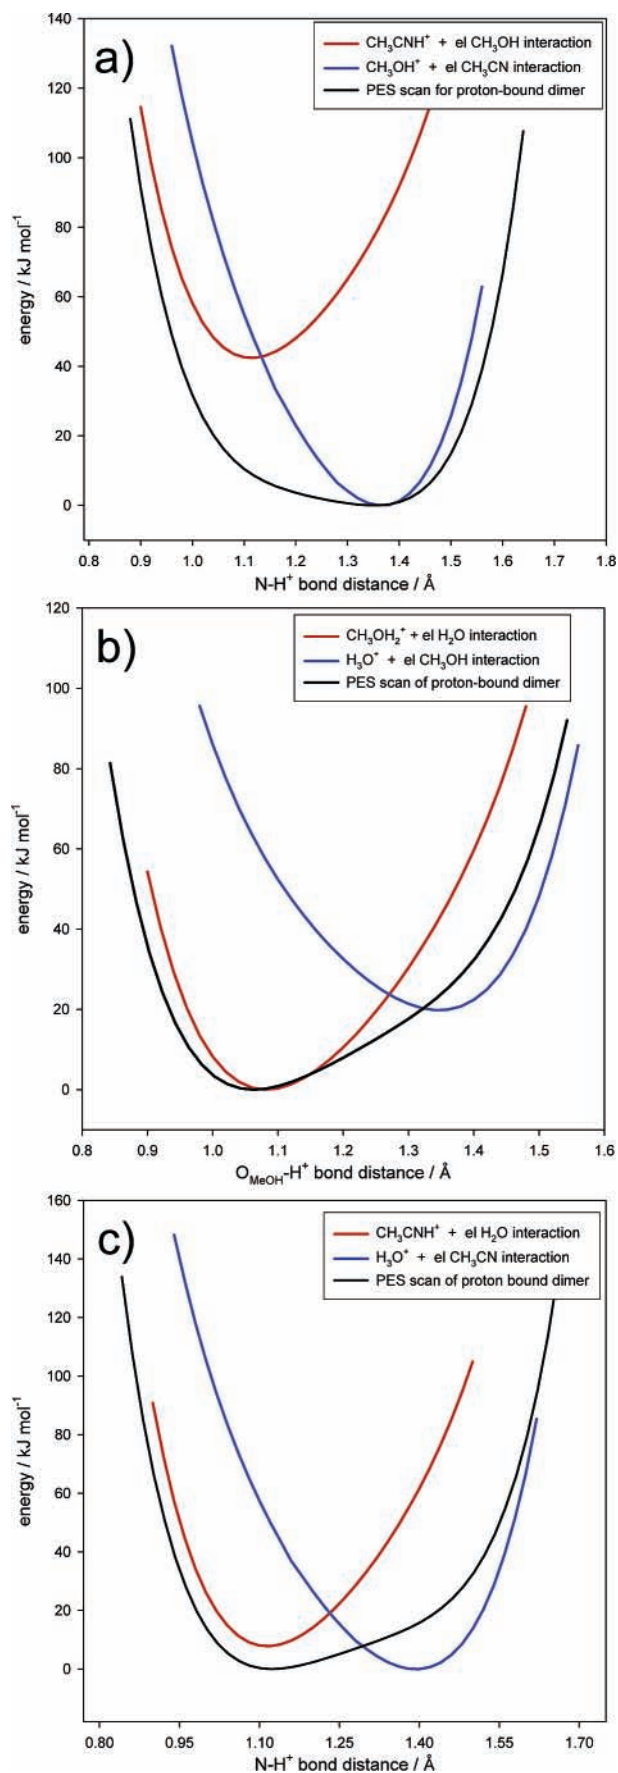 a)
CH₃CNH⁺ + el CH₃OH interaction
CH₃OH⁺ + el CH₃CN interaction
PES scan for proton-bound dimer
140
120
100
80
60
40
20
0
energy / kJ mol⁻¹
0.8 0.9 1.0 1.1 1.2 1.3 1.4 1.5 1.6 1.7 1.8
N-H⁺ bond distance / Å
b)
CH₃OH₂⁺ + el H₂O interaction
H₃O⁺ + el CH₃OH interaction
PES scan of proton-bound dimer
120
100
80
60
40
20
0
energy / kJ mol⁻¹
0.8 0.9 1.0 1.1 1.2 1.3 1.4 1.5 1.6
O_MeOH-H⁺ bond distance / Å
c)
CH₃CNH⁺ + el H₂O interaction
H₃O⁺ + el CH₃CN interaction
PES scan of proton bound dimer
160
140
120
100
80
60
40
20
0
energy / kJ mol⁻¹
0.80 0.95 1.10 1.25 1.40 1.55 1.70
N-H⁺ bond distance / Å